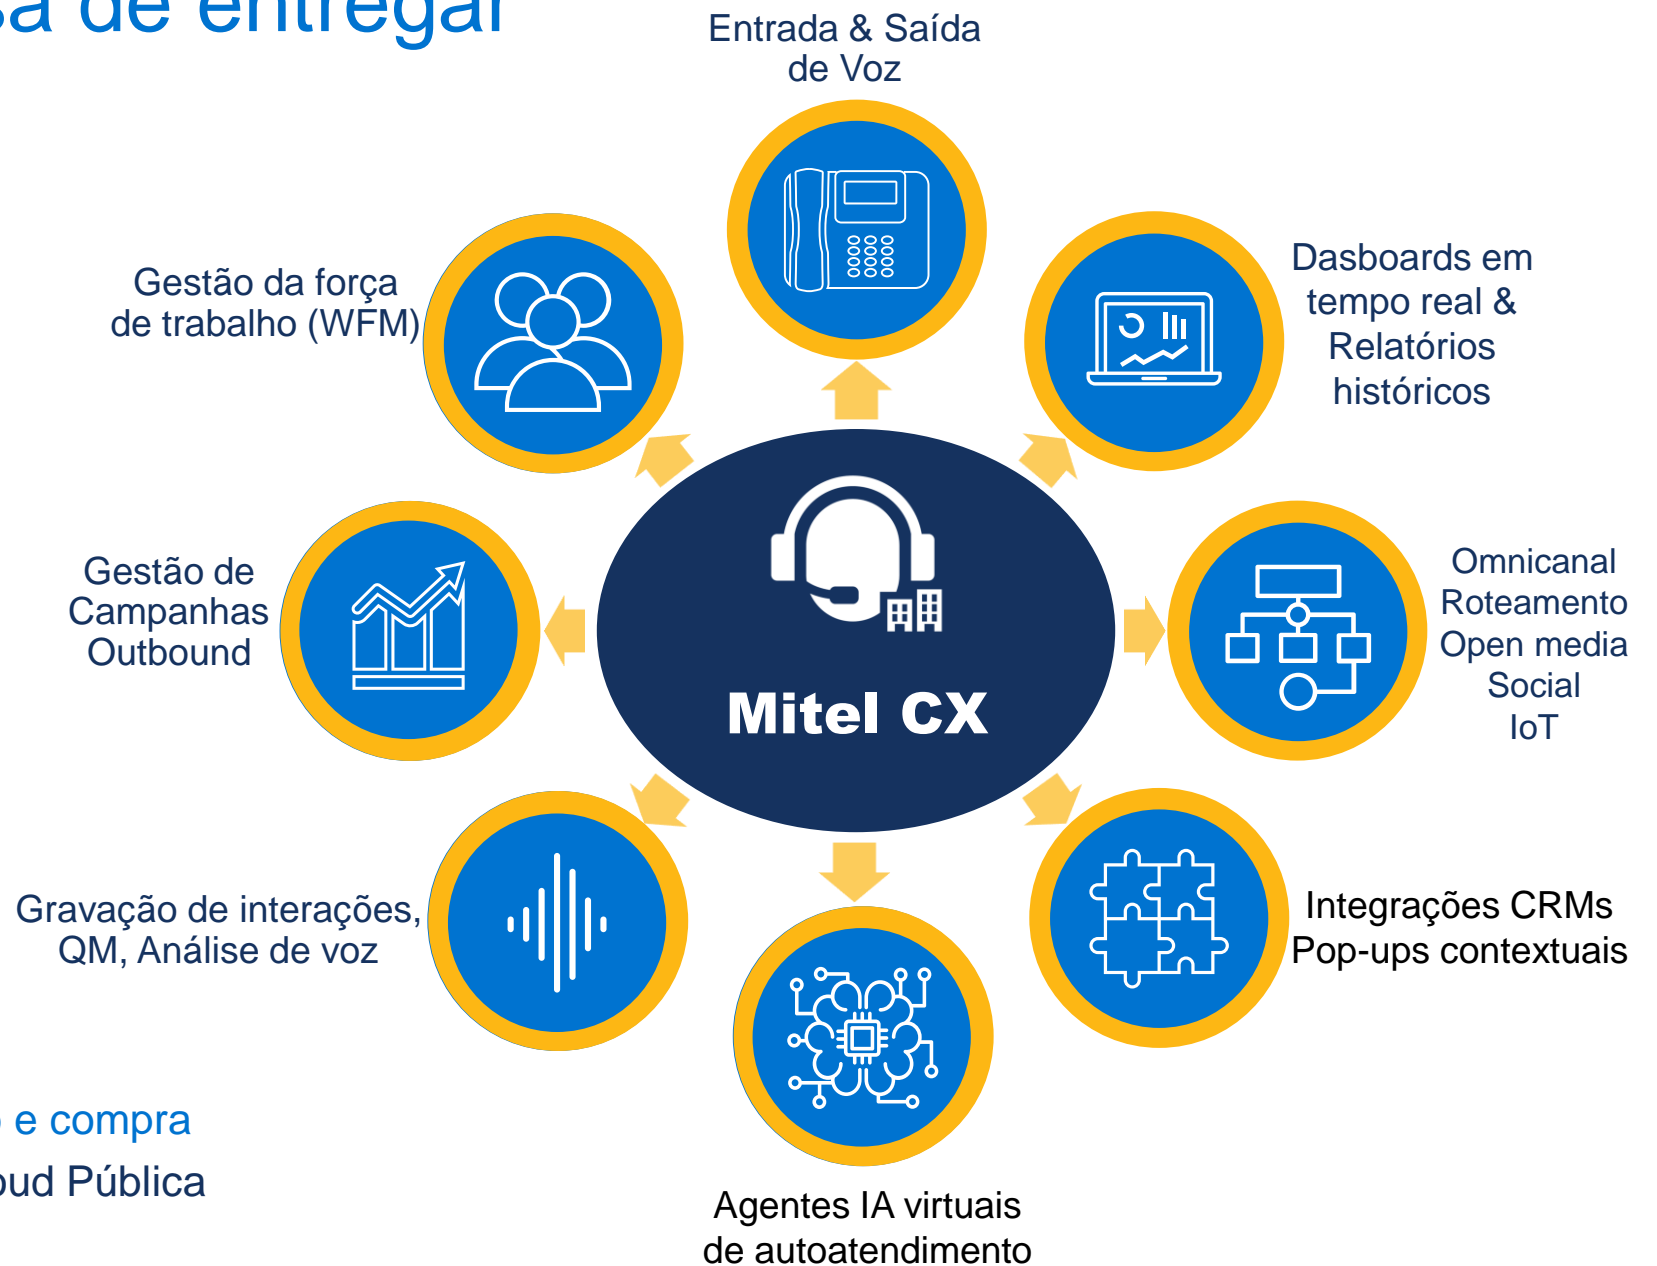 de entregar
Entrada & Saída
de Voz
Gestão da força
de trabalho (WFM)
Dasboards em
tempo real &
Relatórios
históricos
Gestão de
Campanhas
Outbound
Mitel CX
Omnicanal
Roteamento
Open media
Social
IoT
Gravação de interações,
QM, Análise de voz
Integrações CRMs
Pop-ups contextuais
e compra
Pública
Agentes IA virtuais
de autoatendimento